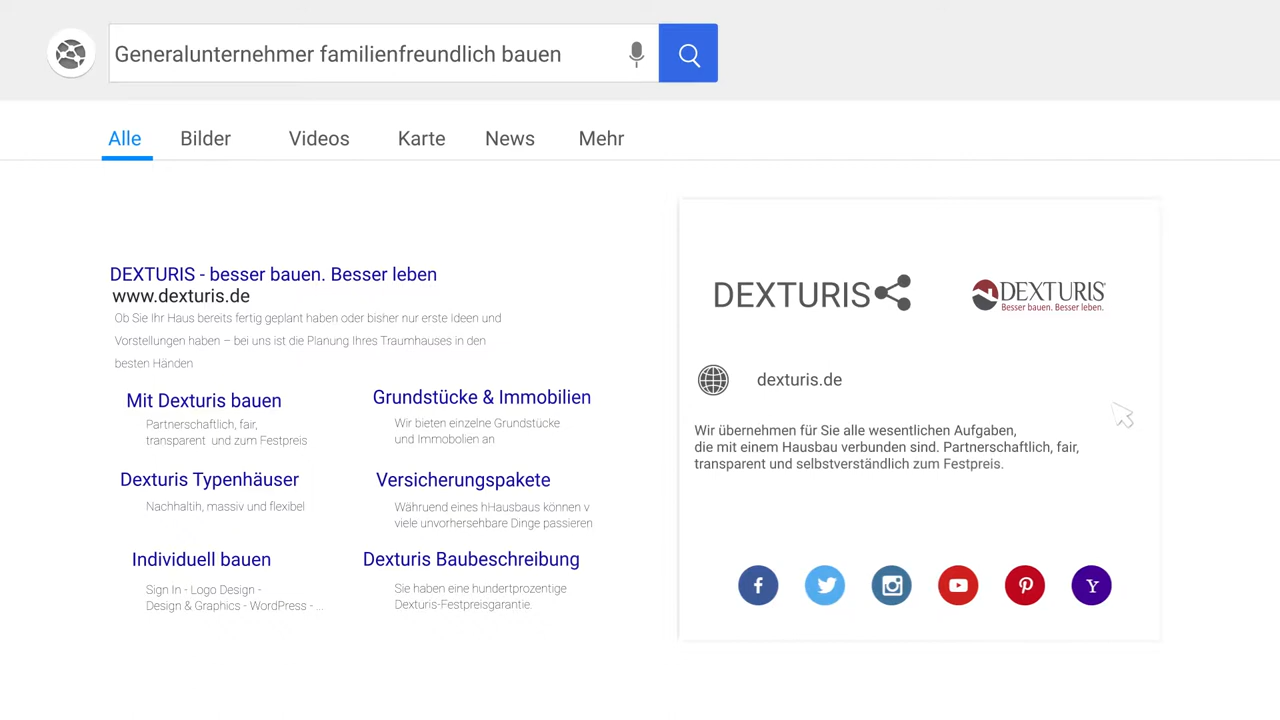 Generalunternehmer familienfreundlich bauen
Alle Bilder Videos Karte News Mehr
DEXTURIS - besser bauen. Besser leben
www.dexturis.de
Ob Sie Ihr Haus bereits fertig geplant haben oder bisher nur erste Ideen und
Vorstellungen haben – bei uns ist die Planung Ihres Traumhauses in den
besten Händen
Mit Dexturis bauen
Partnerschaftlich, fair,
transparent und zum Festpreis
Grundstücke & Immobilien
Wir bieten einzelne Grundstücke
und Immobolien an
Dexturis Typenhäuser
Nachhaltih, massiv und flexibel
Versicherungspakete
Währuend eines hHausbaus können v
viele unvorhersehbare Dinge passieren
Individuell bauen
Sign In - Logo Design -
Design & Graphics - WordPress - ...
Dexturis Baubeschreibung
Sie haben eine hundertprozentige
Dexturis-Festpreisgarantie.
DEXTURIS
DEXTURIS®
Besser bauen. Besser leben.
dexturis.de
Wir übernehmen für Sie alle wesentlichen Aufgaben,
die mit einem Hausbau verbunden sind. Partnerschaftlich, fair,
transparent und selbstverständlich zum Festpreis.